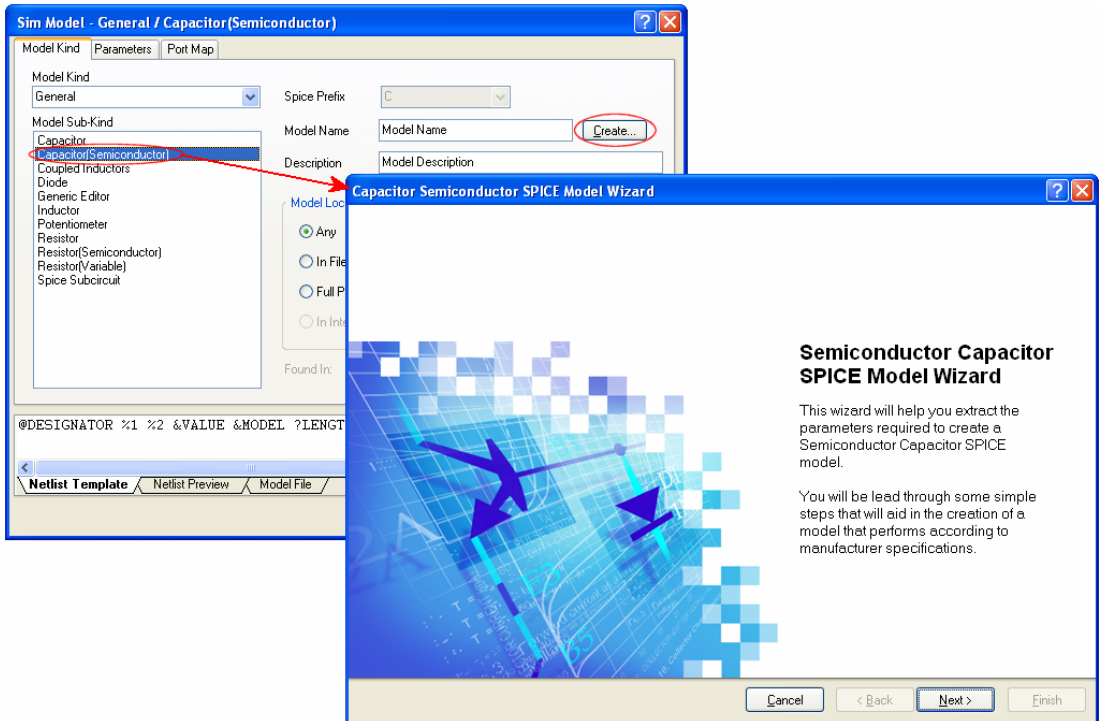 Sim Model - General / Capacitor(Semiconductor)
Model Kind
Parameters
Port Map
Model Kind
General
Spice Prefix
C
Model Sub-Kind
Capacitor
Capacitor(Semiconductor)
Coupled Inductors
Diode
Generic Editor
Inductor
Potentiometer
Resistor
Resistor(Semiconductor)
Resistor(Variable)
Spice Subcircuit
Model Name
Model Name
Create...
Description
Model Description
Model Loc
Any
In File
Full P
In Inte
Found In:
@DESIGNATOR %1 %2 &VALUE &MODEL ?LENGT
Netlist Template
Netlist Preview
Model File
Capacitor Semiconductor SPICE Model Wizard
Semiconductor Capacitor
SPICE Model Wizard
This wizard will help you extract the
parameters required to create a
Semiconductor Capacitor SPICE
model.
You will be lead through some simple
steps that will aid in the creation of a
model that performs according to
manufacturer specifications.
Cancel
< Back
Next >
Finish